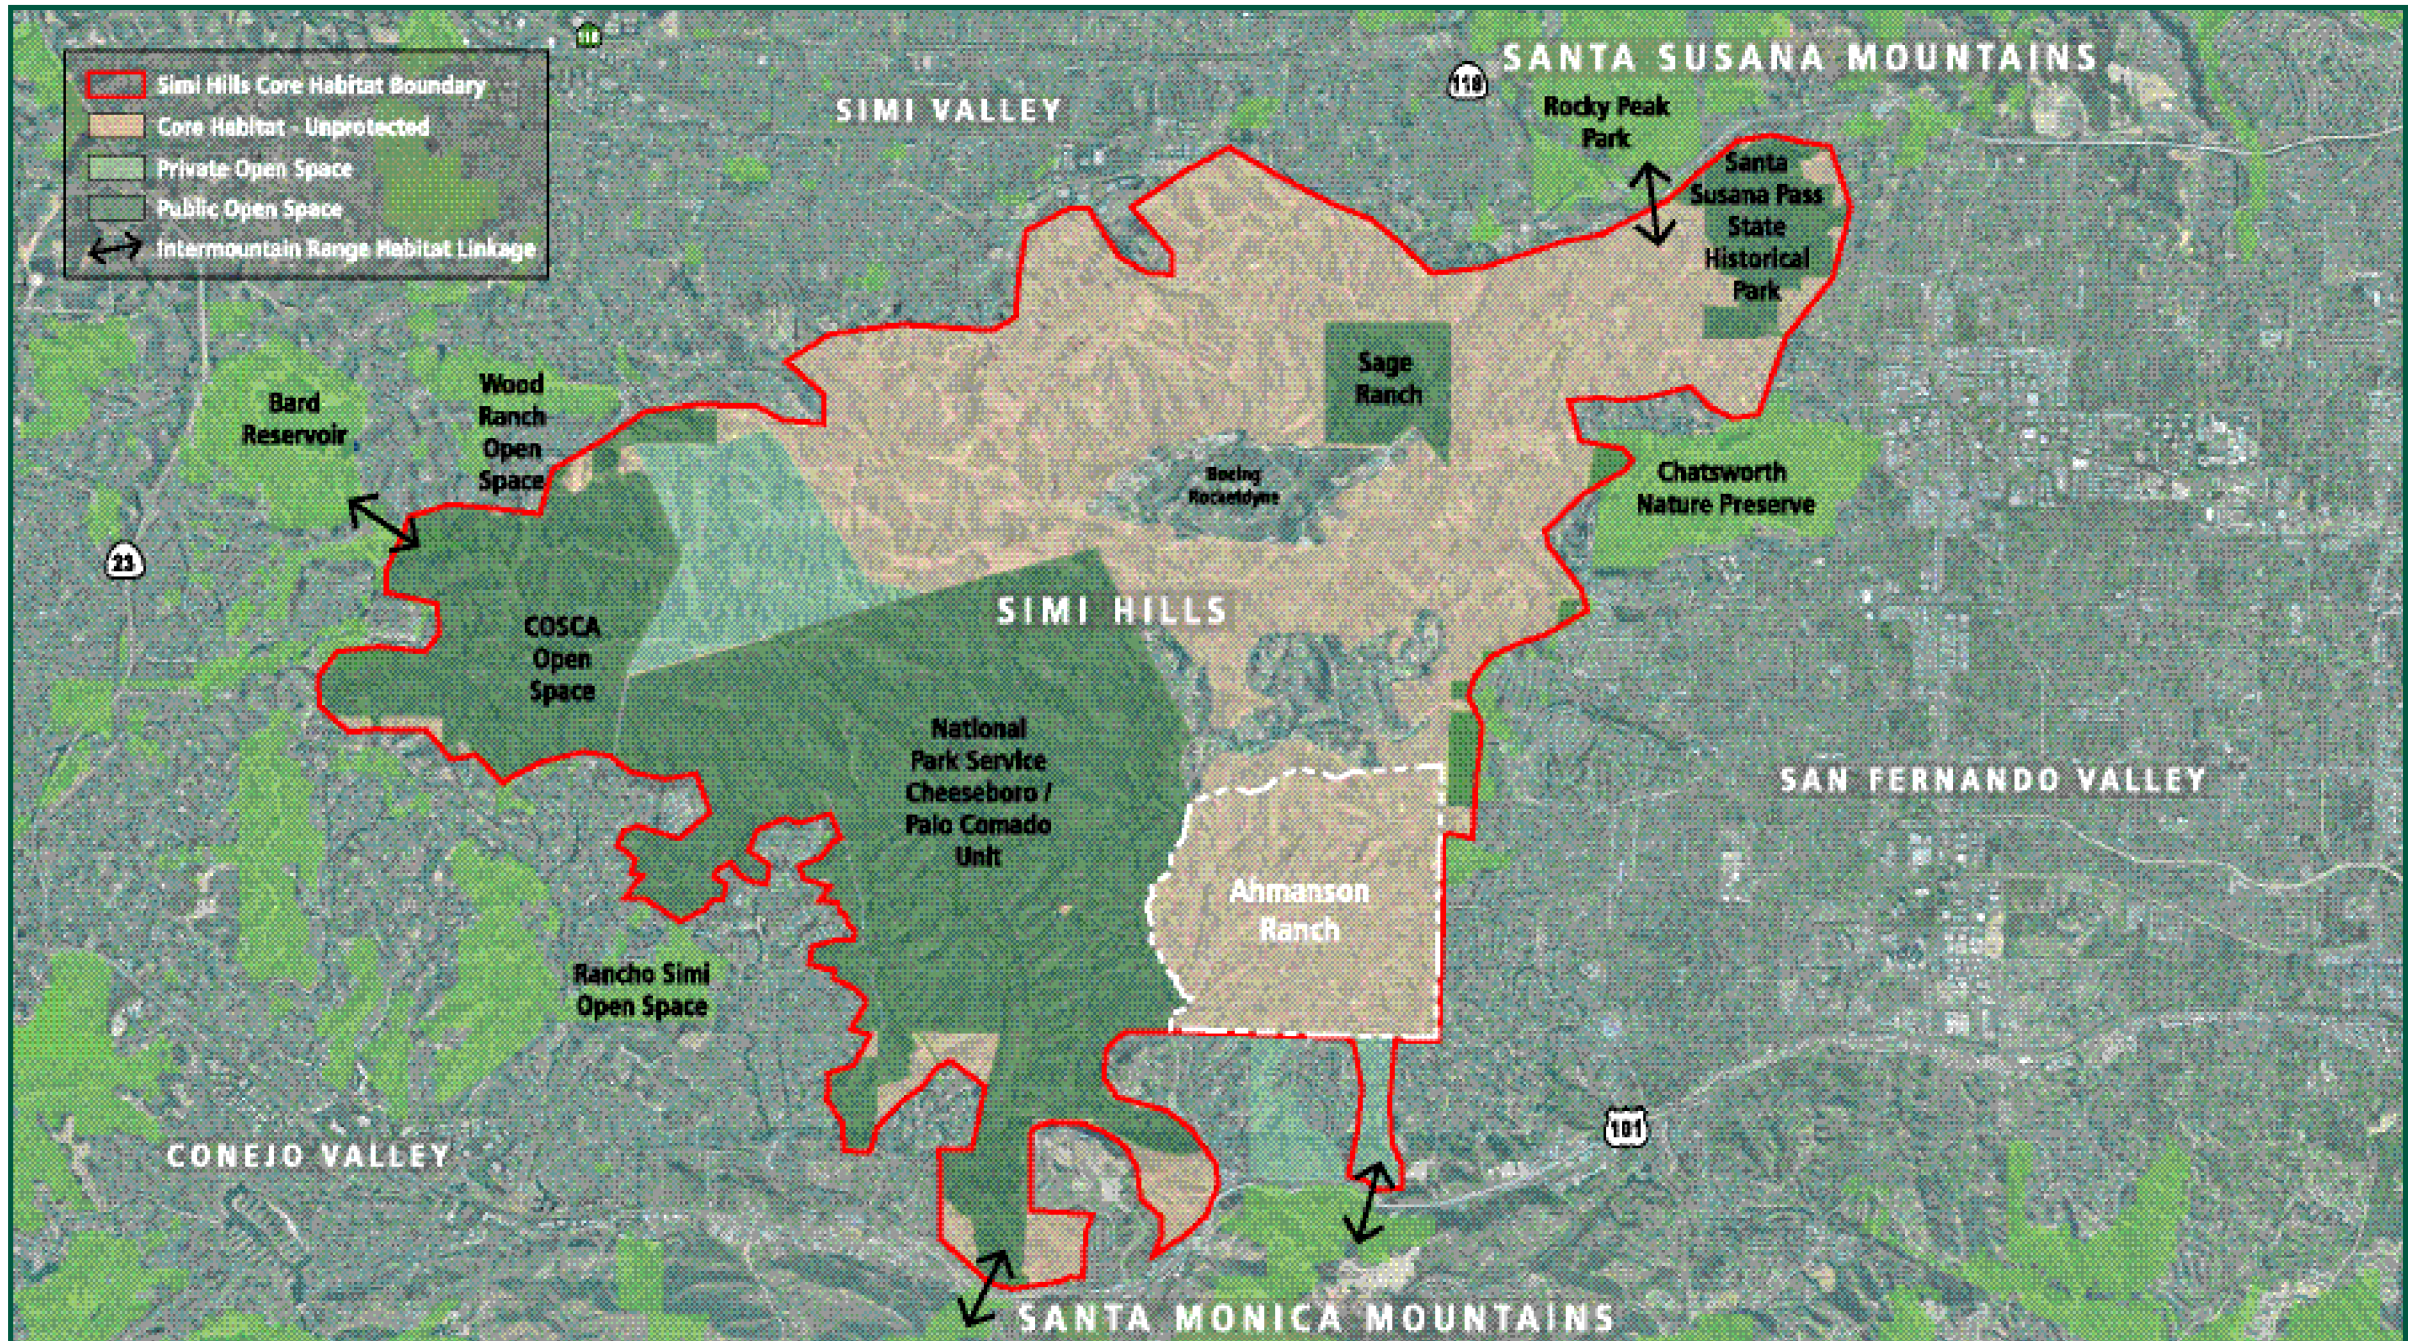 118
SANTA SUSANA MOUNTAINS
118
Simi Hills Core Habitat Boundary
Core Habitat - Unprotected
Private Open Space
Public Open Space
Intermountain Range Habitat Linkage
SIMI VALLEY
Rocky Peak
Park
Santa
Susana Pass
State
Historical
Park
Bard
Reservoir
Wood
Ranch
Open
Space
Sage
Ranch
Boeing
Rocketdyne
Chatsworth
Nature Preserve
23
SIMI HILLS
COSCA
Open
Space
National
Park Service
Cheeseboro /
Palo Comado
Unit
SAN FERNANDO VALLEY
Ahmanson
Ranch
Rancho Simi
Open Space
CONEJO VALLEY
101
SANTA MONICA MOUNTAINS